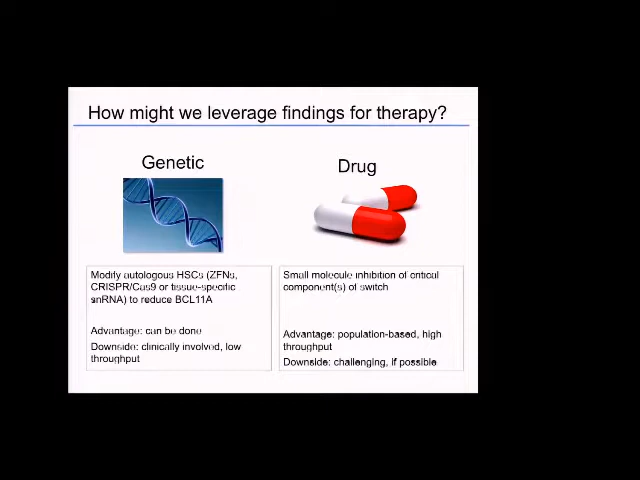 How might we leverage findings for therapy?
Genetic
Drug
Modify autologous HSCs (ZFNs,
CRISPR/Cas9 or tissue-specific
snRNA) to reduce BCL11A
Advantage: can be done
Downside: clinically involved, low
throughput
Small molecule inhibition of critical
component(s) of switch
Advantage: population-based, high
throughput
Downside: challenging, if possible